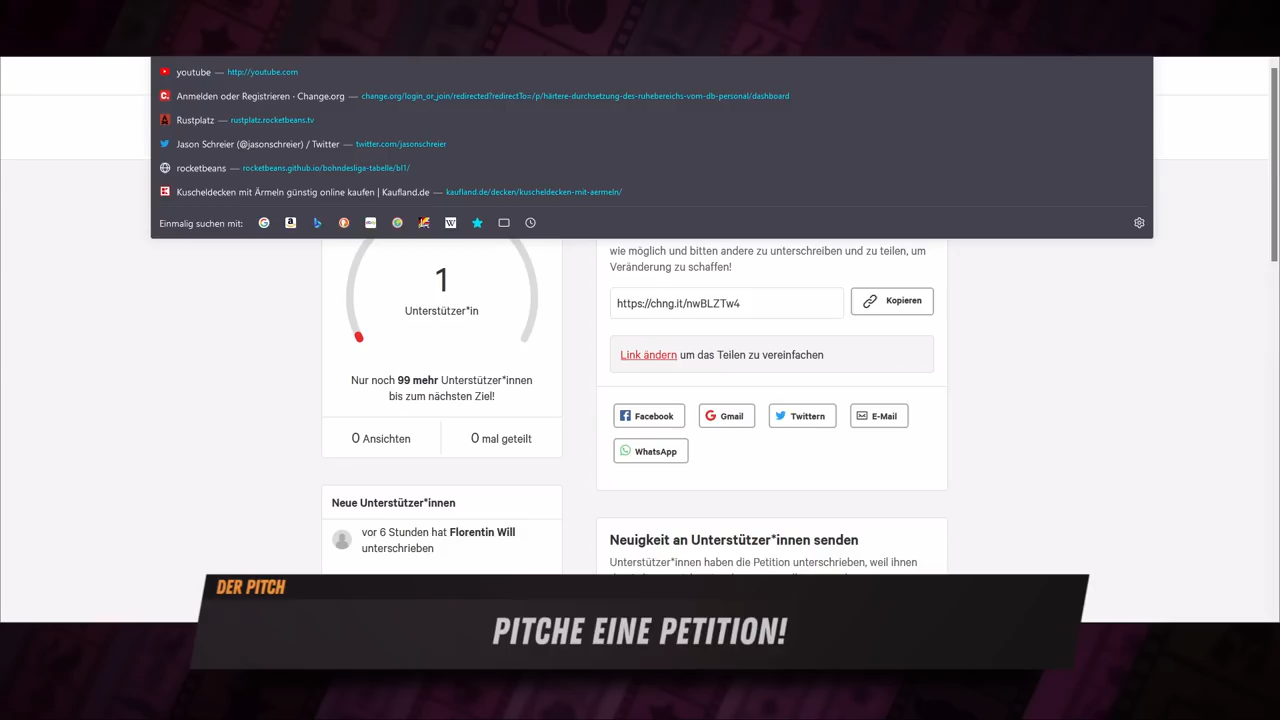 youtube — http://youtube.com
Anmelden oder Registrieren · Change.org — change.org/login_or_join/redirected?redirectTo=/p/härtere-durchsetzung-des-ruhebereichs-vom-db-personal/dashboard
Rustplatz — rustplatz.rocketbeans.tv
Jason Schreier (@jasonschreier) / Twitter — twitter.com/jasonschreier
rocketbeans — rocketbeans.github.io/bohndesliga-tabelle/bl1/
Kuscheldecken mit Ärmeln günstig online kaufen | Kaufland.de — kaufland.de/decken/kuscheldecken-mit-aermeln/
Einmalig suchen mit:
1
Unterstützer*in
Nur noch 99 mehr Unterstützer*innen
bis zum nächsten Ziel!
0 Ansichten
0 mal geteilt
Neue Unterstützer*innen
vor 6 Stunden hat Florentin Will
unterschrieben
wie möglich und bitten andere zu unterschreiben und zu teilen, um
Veränderung zu schaffen!
https://chng.it/nwBLZTw4
Kopieren
Link ändern um das Teilen zu vereinfachen
Facebook
Gmail
Twittern
E-Mail
WhatsApp
Neuigkeit an Unterstützer*innen senden
Unterstützer*innen haben die Petition unterschrieben, weil ihnen
DER PITCH
PITCHE EINE PETITION!